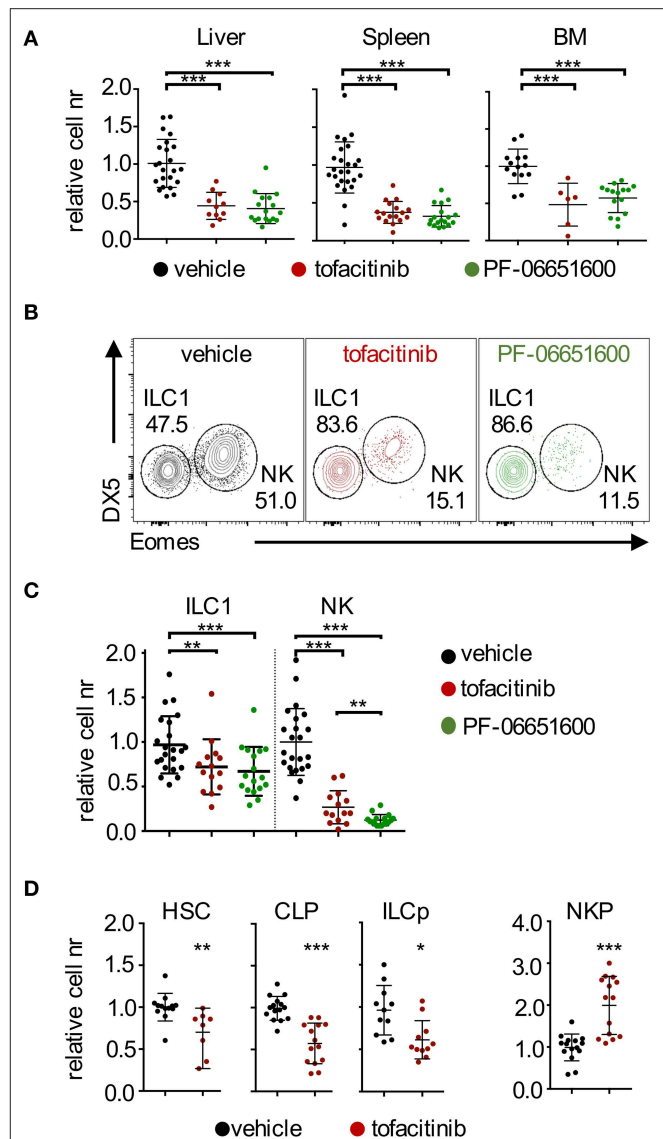 A
Liver Spleen BM
*** *** ***
*** *** ***
relative cell nr
2.0
1.5
1.0
0.5
0.0
vehicle tofacitinib PF-06651600
B
vehicle tofacitinib PF-06651600
ILC1 ILC1 ILC1
47.5 83.6 86.6
NK NK NK
51.0 15.1 11.5
DX5
Eomes
C
ILC1 NK
*** ***
** ***
**
relative cell nr
2.0
1.5
1.0
0.5
0.0
vehicle
tofacitinib
PF-06651600
D
HSC CLP ILCp NKP
** *** * ***
relative cell nr
2.0 4.0
1.5 3.0
1.0 2.0
0.5 1.0
0.0 0.0
vehicle tofacitinib